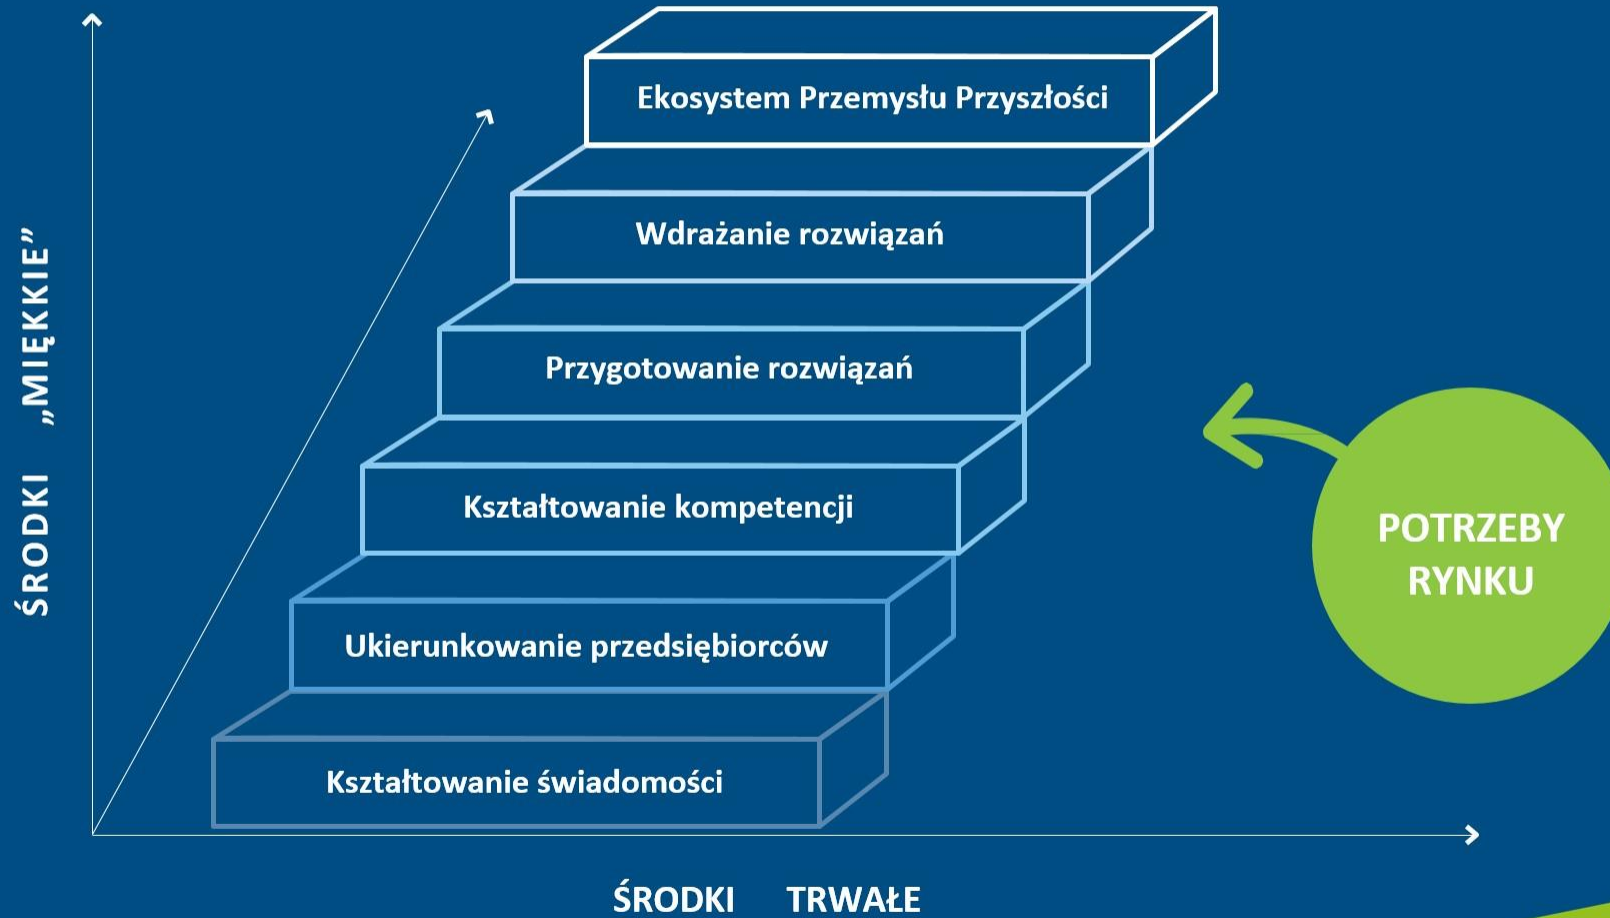 Ekosystem Przemysłu Przyszłości
Wdrażanie rozwiązań
Przygotowanie rozwiązań
Kształtowanie kompetencji
Ukierunkowanie przedsiębiorców
Kształtowanie świadomości
ŚRODKI „MIĘKKIE”
ŚRODKI TRWAŁE
POTRZEBY
RYNKU